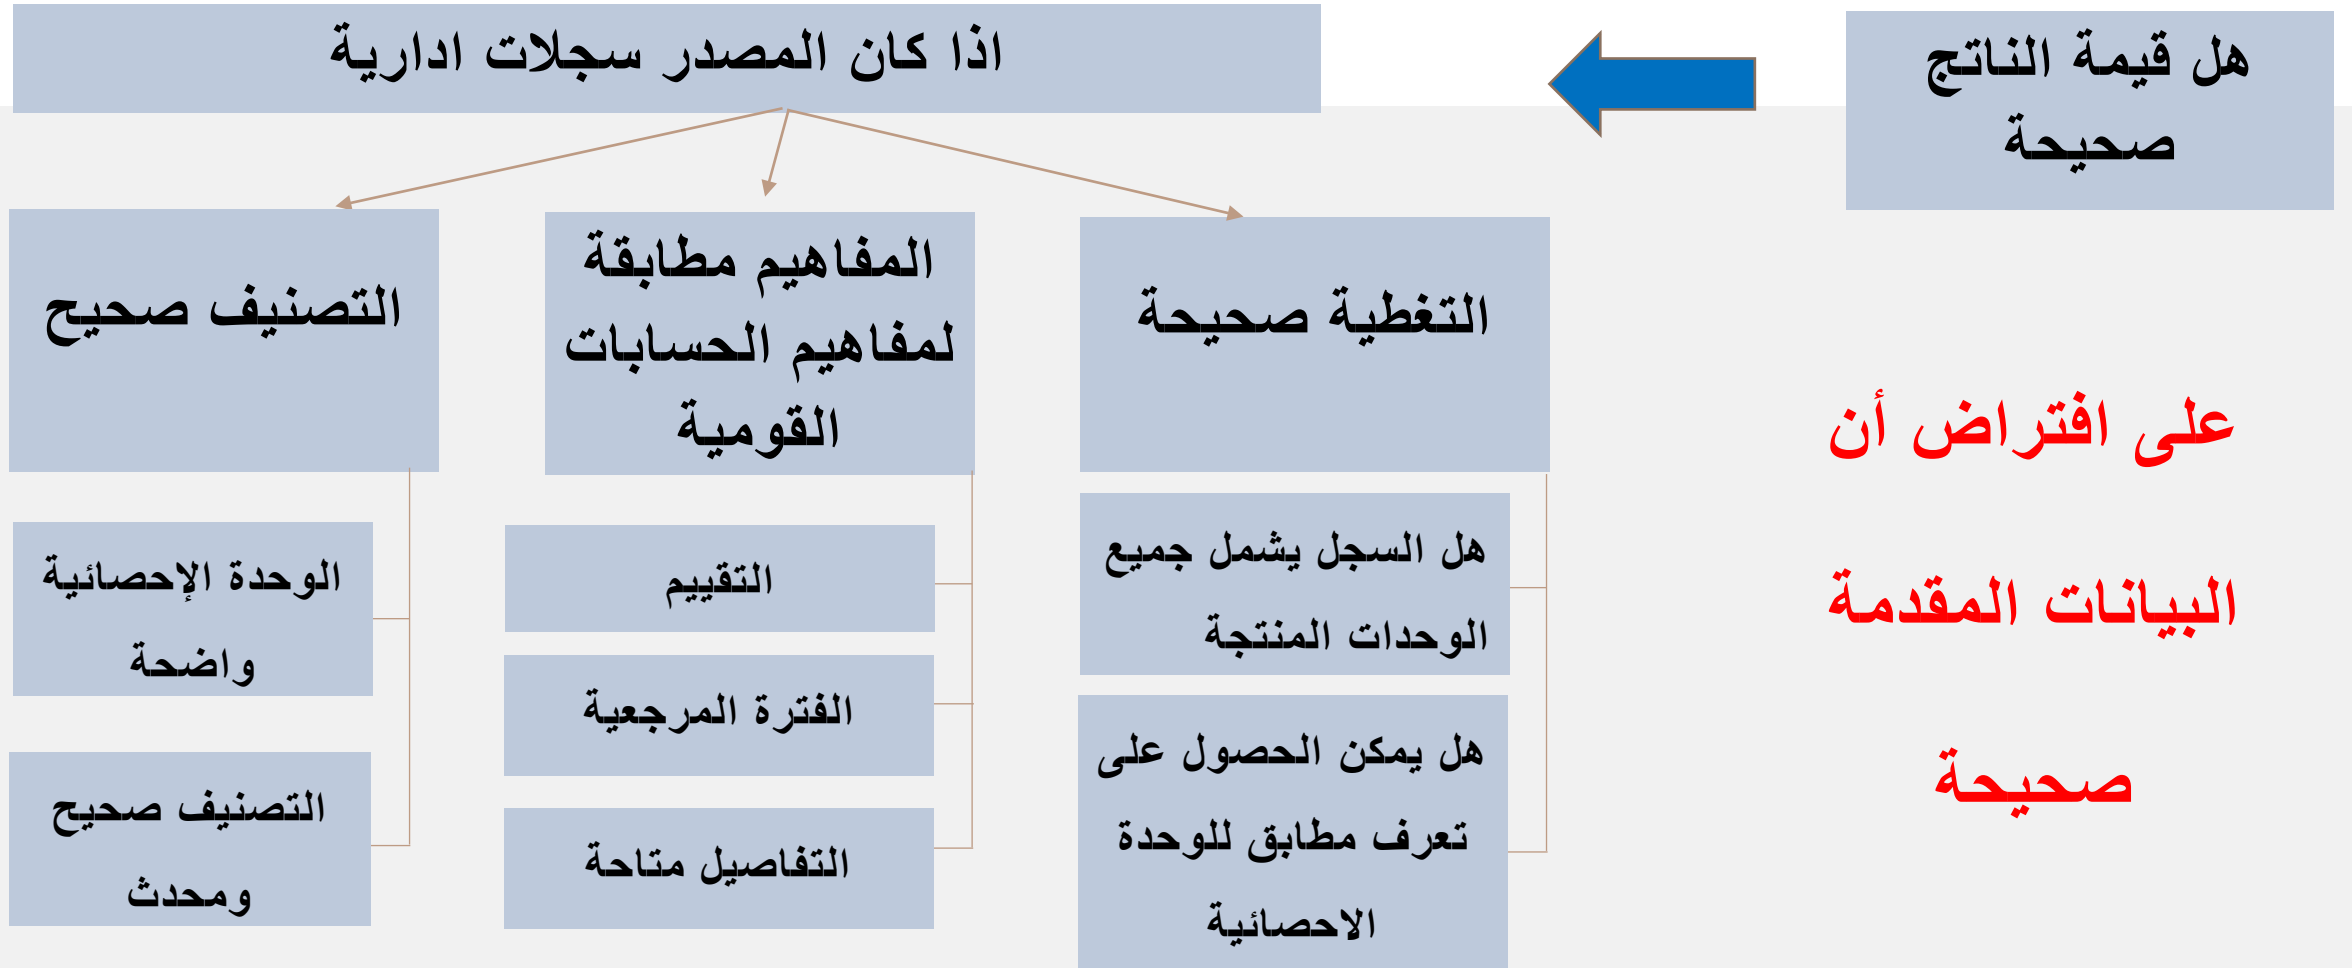 هل قيمة الناتج
صحيحة
اذا كان المصدر سجلات ادارية
على افتراض أن
البيانات المقدمة
صحيحة
التغطية صحيحة
هل السجل يشمل جميع
الوحدات المنتجة
هل يمكن الحصول على
تعرف مطابق للوحدة
الاحصائية
المفاهيم مطابقة
لمفاهيم الحسابات
القومية
التقييم
الفترة المرجعية
التفاصيل متاحة
التصنيف صحيح
الوحدة الإحصائية
واضحة
التصنيف صحيح
ومحدث